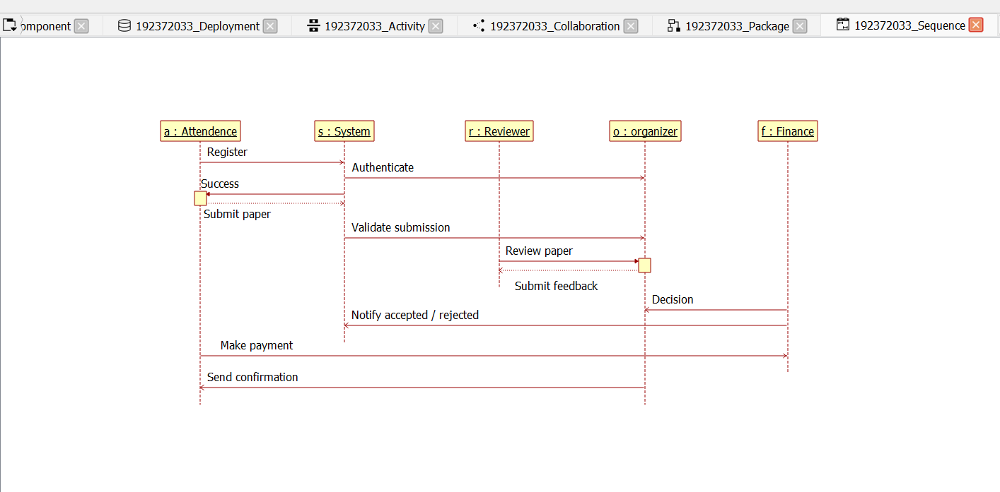 omponent
192372033_Deployment
192372033_Activity
192372033_Collaboration
192372033_Package
192372033_Sequence
a : Attendence
s : System
r : Reviewer
o : organizer
f : Finance
Register
Authenticate
Success
Submit paper
Validate submission
Review paper
Submit feedback
Decision
Notify accepted / rejected
Make payment
Send confirmation